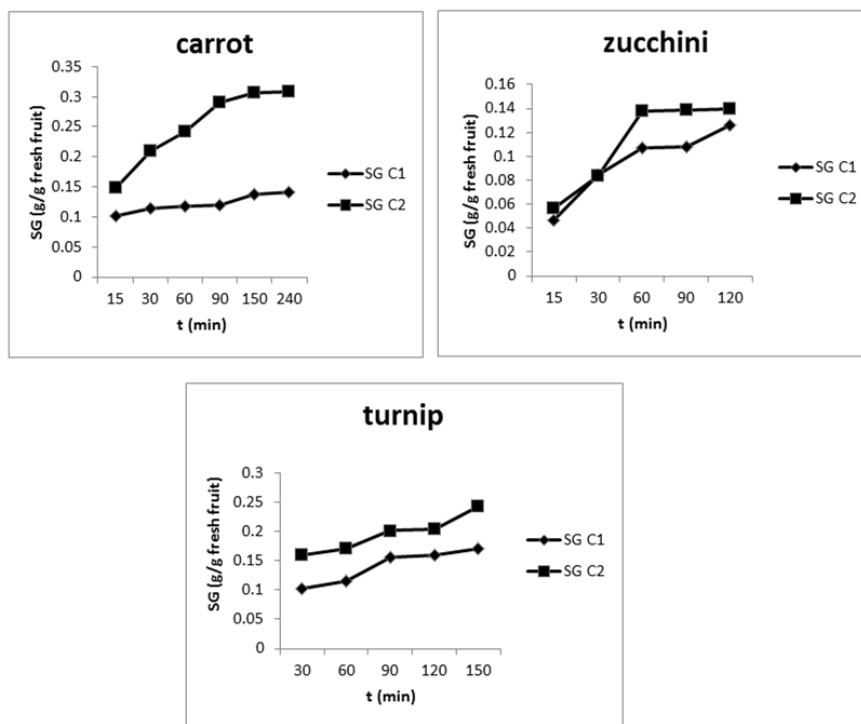 carrot
SG (g/g fresh fruit)
0.35
0.3
0.25
0.2
0.15
0.1
0.05
0
15 30 60 90 150 240
t (min)
SG C1
SG C2
zucchini
SG (g/g fresh fruit)
0.16
0.14
0.12
0.1
0.08
0.06
0.04
0.02
0
15 30 60 90 120
t (min)
SG C1
SG C2
turnip
SG (g/g fresh fruit)
0.3
0.25
0.2
0.15
0.1
0.05
0
30 60 90 120 150
t (min)
SG C1
SG C2